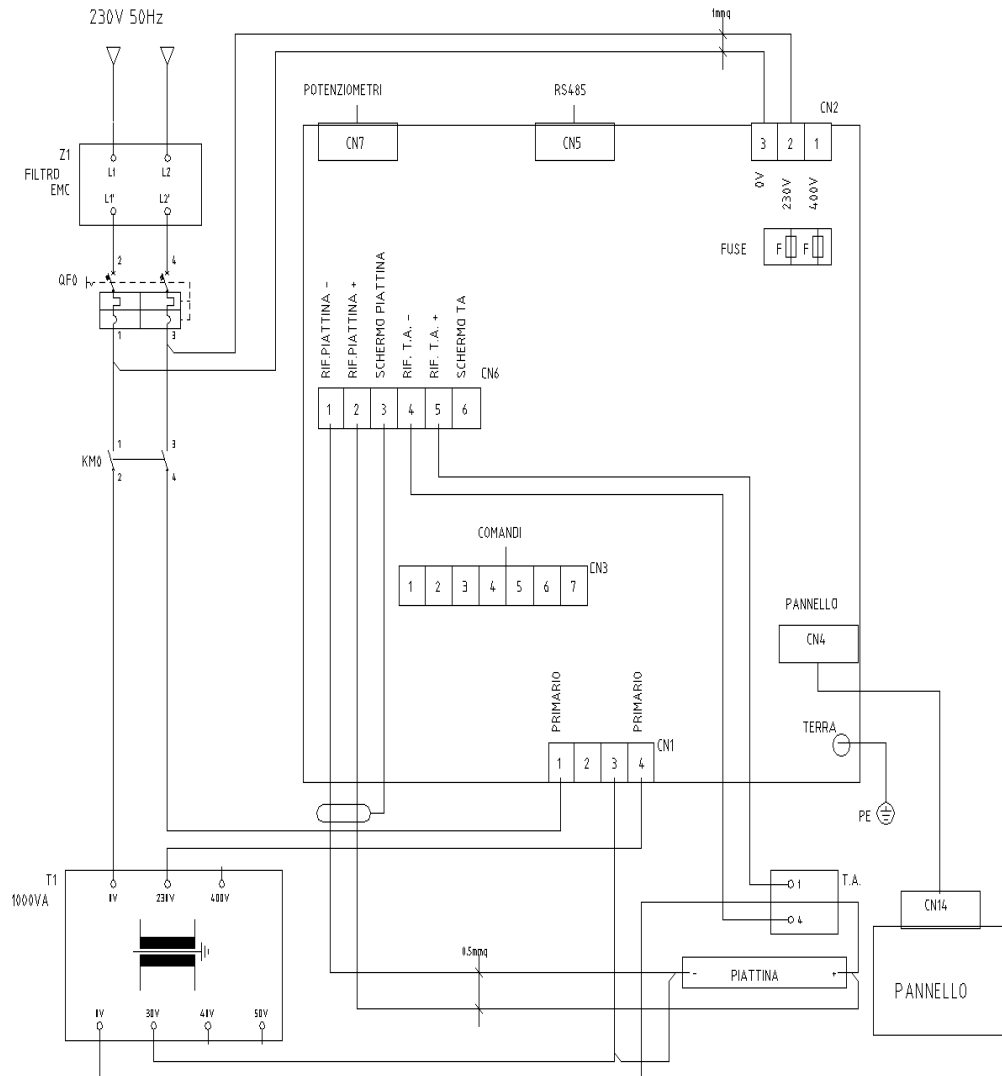 230V 50Hz
1mmq
POTENZIOMETRI
RS485
CN2
CN7
CN5
3 2 1
Z1
FILTRO
EMC
L1 L2
L1' L2'
0V
230V
400V
FUSE
F F
2 4
QF0
1 3
RIF.PIATTINA -
RIF.PIATTINA +
SCHERMO PIATTINA
RIF. T.A. -
RIF. T.A. +
SCHERMO TA
CN6
1 2 3 4 5 6
1 3
KM0
2 4
COMANDI
CN3
1 2 3 4 5 6 7
PANNELLO
CN4
PRIMARIO
PRIMARIO
CN1
1 2 3 4
TERRA
PE
T1
1000VA
0V 230V 400V
T.A.
1
4
CN14
0.5mmq
- PIATTINA +
PANNELLO
0V 30V 40V 50V